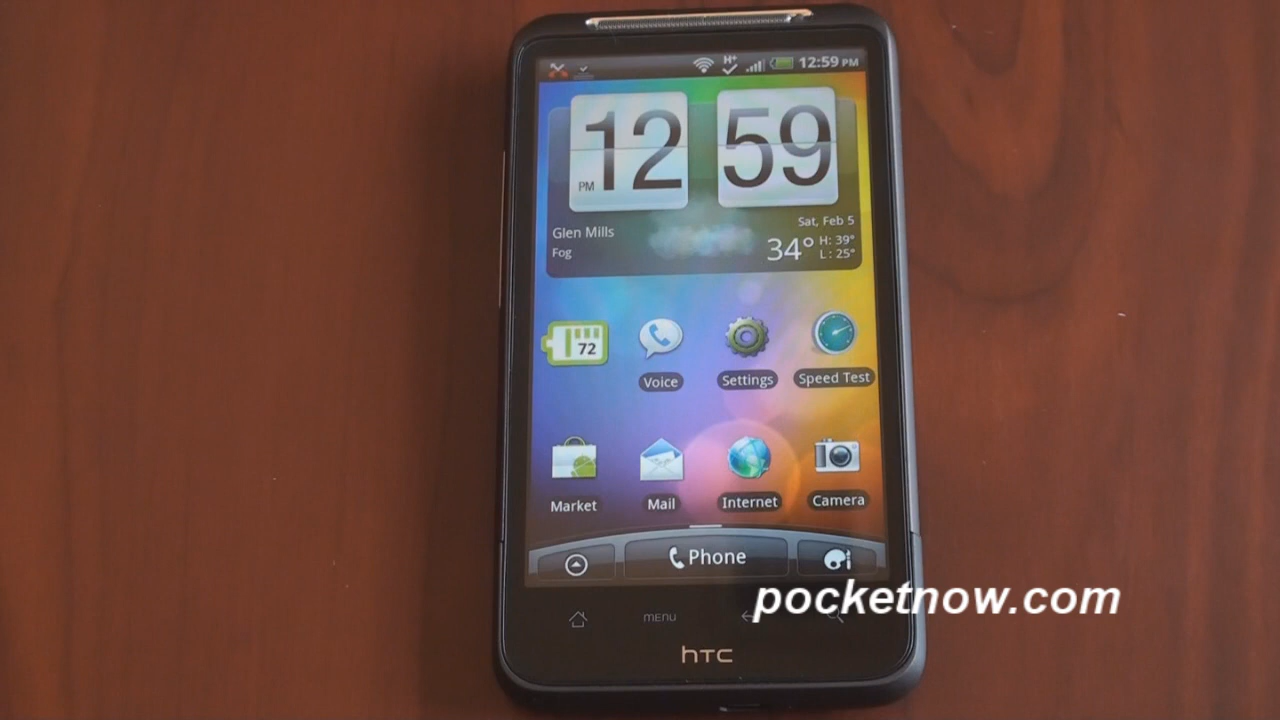 H+ 12:59 PM
12 59
PM
Sat, Feb 5
Glen Mills
34° H: 39°
Fog L: 25°
72
Voice Settings Speed Test
Market Mail Internet Camera
Phone
pocketnow.com
MENU
hTC